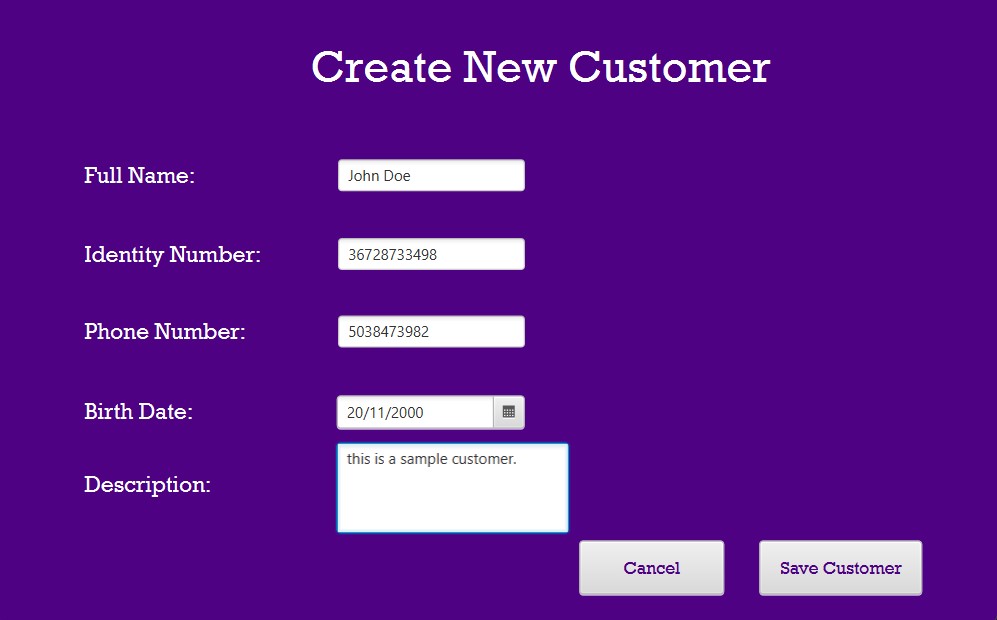 Create New Customer
Full Name: John Doe
Identity Number: 36728733498
Phone Number: 5038473982
Birth Date: 20/11/2000
Description: this is a sample customer.
Cancel Save Customer